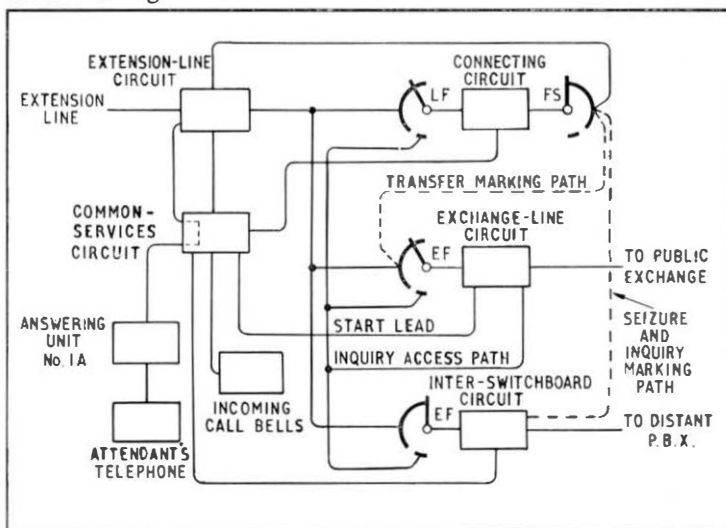 EXTENSION-LINE
CIRCUIT
CONNECTING
CIRCUIT
EXTENSION
LINE
LF
FS
TRANSFER MARKING PATH
COMMON-
SERVICES
CIRCUIT
EXCHANGE-LINE
CIRCUIT
EF
TO PUBLIC
EXCHANGE
START LEAD
ANSWERING
UNIT
No. 1A
INQUIRY ACCESS PATH
SEIZURE
AND
INQUIRY
MARKING
PATH
INTER-SWITCHBOARD
CIRCUIT
INCOMING
CALL BELLS
EF
TO DISTANT
P.B.X.
ATTENDANT'S
TELEPHONE